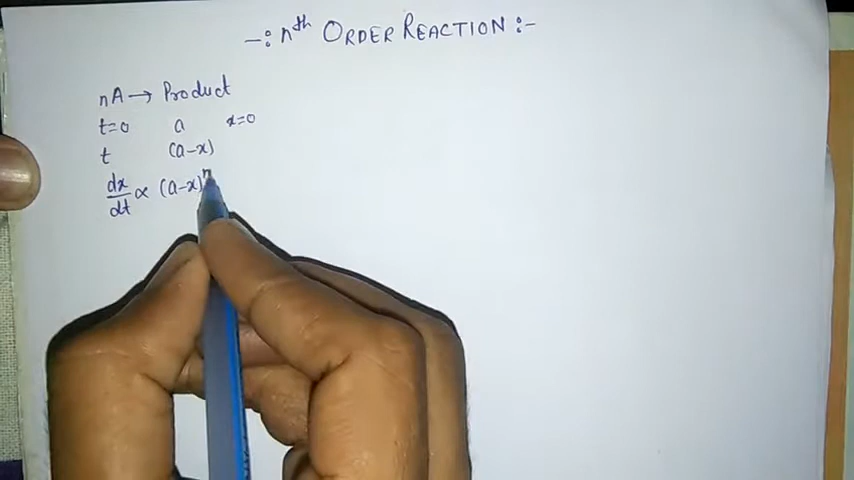 -: nth ORDER REACTION :-
nA → Product
t=0 a x=0
t (a-x)
dx/dt ∝ (a-x)^n